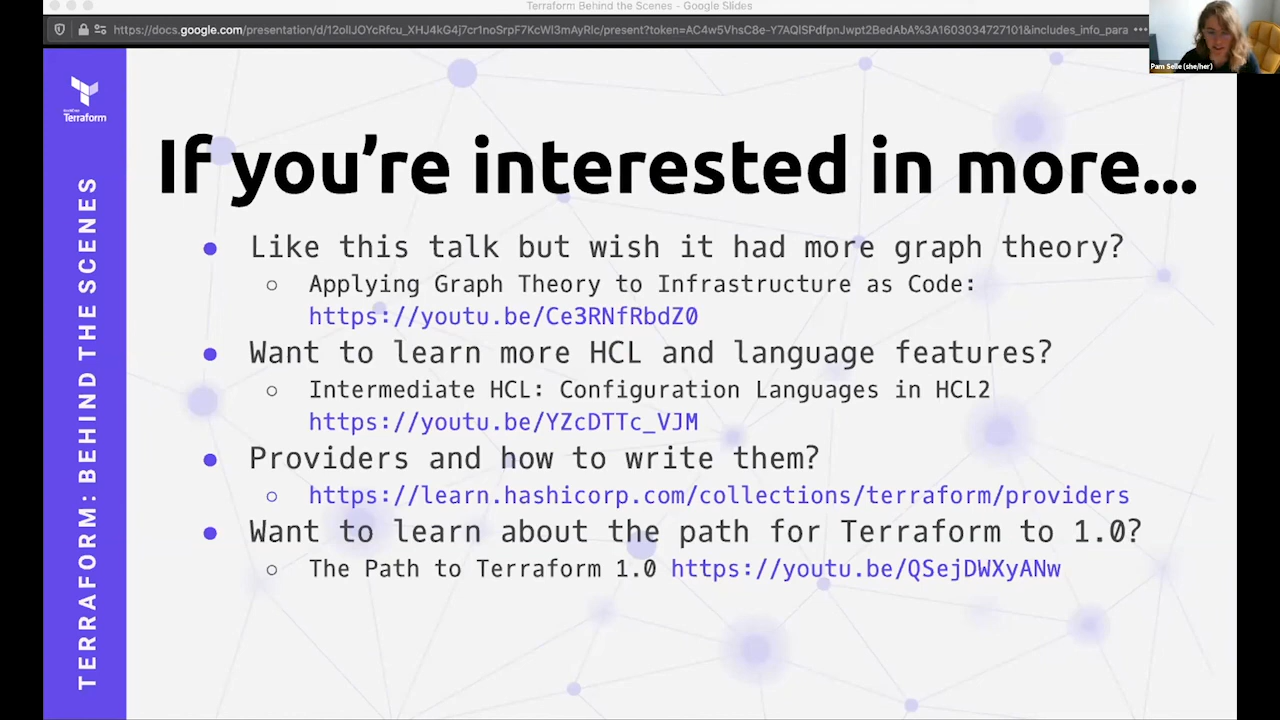 Terraform Behind the Scenes - Google Slides
https://docs.google.com/presentation/d/12ollJOYcRfcu_XHJ4kG4j7cr1noSrpF7KcWl3mAyRlc/present?token=AC4w5VhsC8e-Y7AQlSPdfpnJwpt2BedAbA%3A1603034727101&includes_info_para
Pam Selle (she/her)
Terraform
TERRAFORM: BEHIND THE SCENES
If you're interested in more...
Like this talk but wish it had more graph theory?
Applying Graph Theory to Infrastructure as Code:
https://youtu.be/Ce3RNfRbdZ0
Want to learn more HCL and language features?
Intermediate HCL: Configuration Languages in HCL2
https://youtu.be/YZcDTTc_VJM
Providers and how to write them?
https://learn.hashicorp.com/collections/terraform/providers
Want to learn about the path for Terraform to 1.0?
The Path to Terraform 1.0 https://youtu.be/QSejDWXyANw